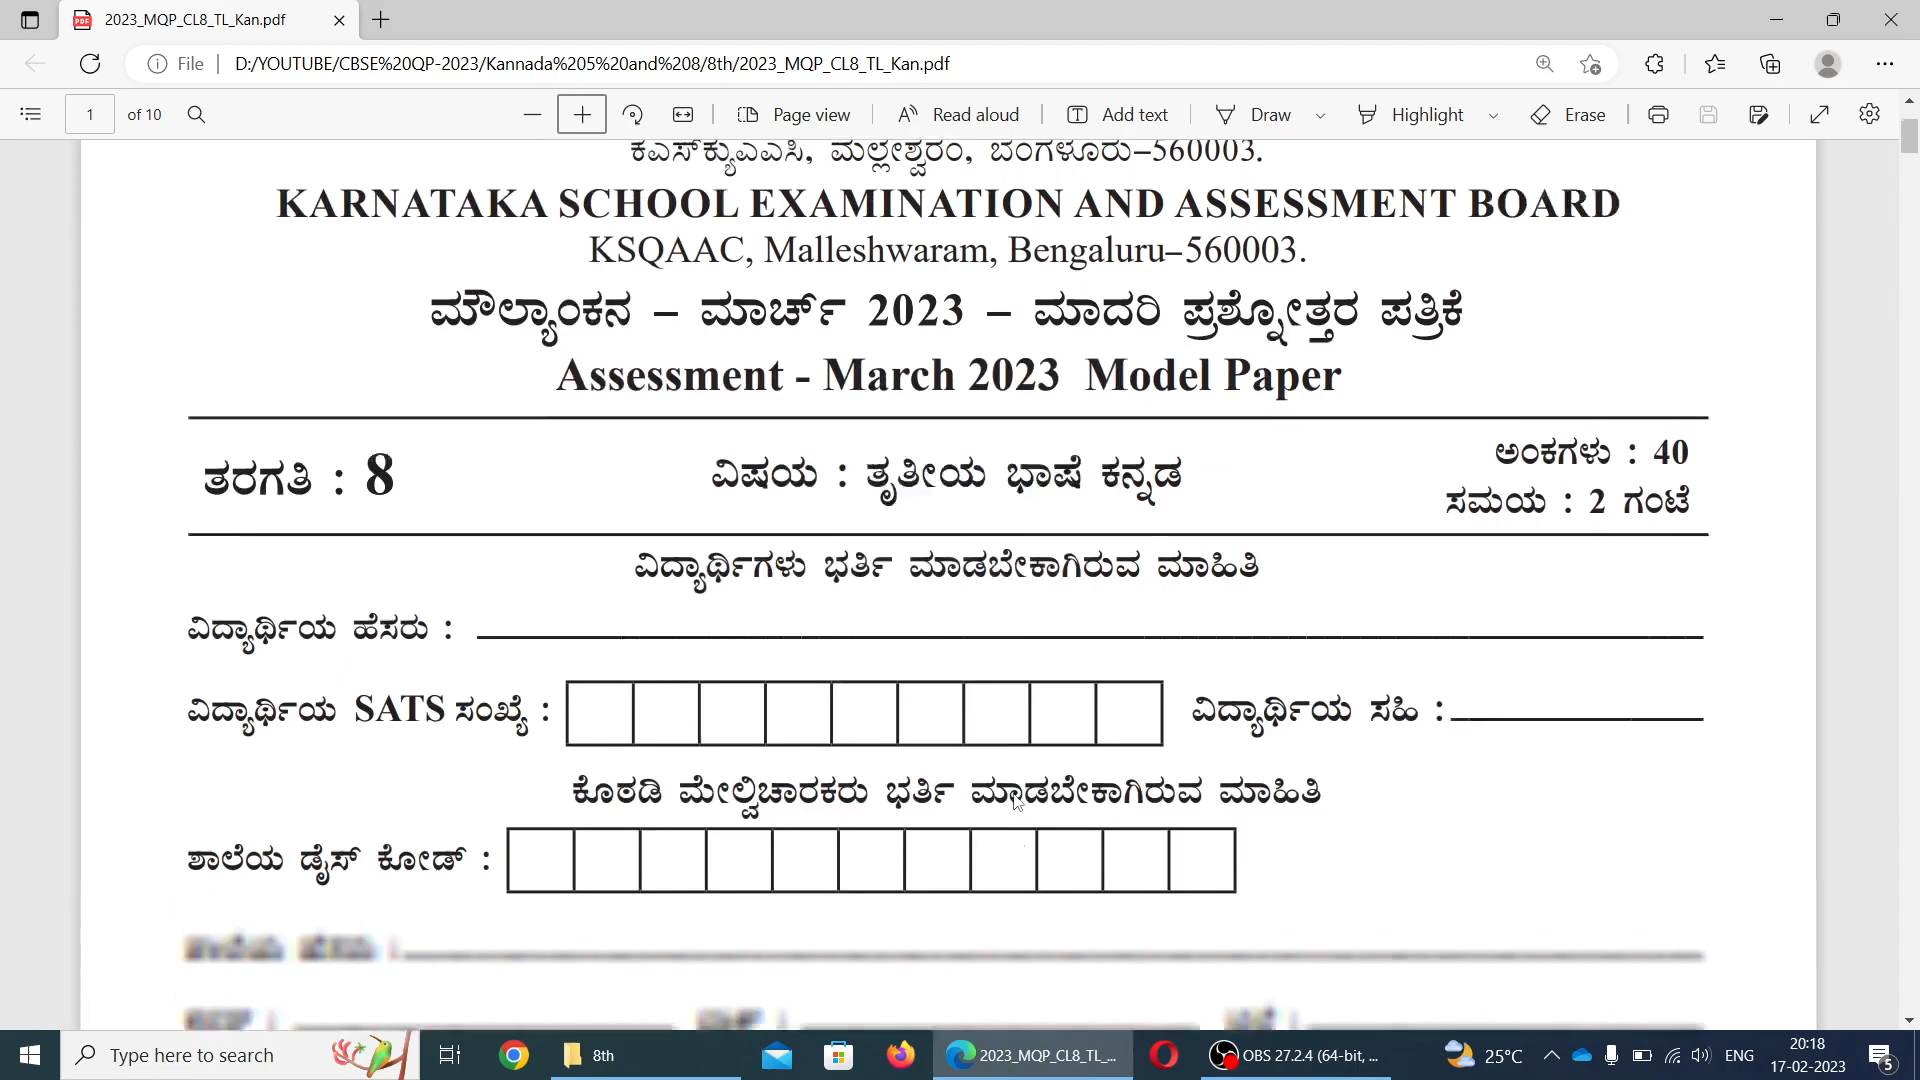 2023_MQP_CL8_TL_Kan.pdf
File
D:/YOUTUBE/CBSE%20QP-2023/Kannada%205%20and%208/8th/2023_MQP_CL8_TL_Kan.pdf
1 of 10 Page view Read aloud Add text Draw Highlight Erase
ಕೆಎಸ್‌ಕ್ಯುಎಎಸಿ, ಮಲ್ಲೇಶ್ವರಂ, ಬಂಗಳೂರು–560003.
KARNATAKA SCHOOL EXAMINATION AND ASSESSMENT BOARD
KSQAAC, Malleshwaram, Bengaluru–560003.
ಮೌಲ್ಯಾಂಕನ – ಮಾರ್ಚ್ 2023 – ಮಾದರಿ ಪ್ರಶ್ನೋತ್ತರ ಪತ್ರಿಕೆ
Assessment - March 2023 Model Paper
ತರಗತಿ : 8
ವಿಷಯ : ತೃತೀಯ ಭಾಷೆ ಕನ್ನಡ
ಅಂಕಗಳು : 40
ಸಮಯ : 2 ಗಂಟೆ
ವಿದ್ಯಾರ್ಥಿಗಳು ಭರ್ತಿ ಮಾಡಬೇಕಾಗಿರುವ ಮಾಹಿತಿ
ವಿದ್ಯಾರ್ಥಿಯ ಹೆಸರು :
ವಿದ್ಯಾರ್ಥಿಯ SATS ಸಂಖ್ಯೆ : ವಿದ್ಯಾರ್ಥಿಯ ಸಹಿ :
ಕೊಠಡಿ ಮೇಲ್ವಿಚಾರಕರು ಭರ್ತಿ ಮಾಡಬೇಕಾಗಿರುವ ಮಾಹಿತಿ
ಶಾಲೆಯ ಡೈಸ್ ಕೋಡ್ :
Type here to search
8th
2023_MQP_CL8_TL_...
OBS 27.2.4 (64-bit, ...
25°C
ENG
20:18
17-02-2023
5